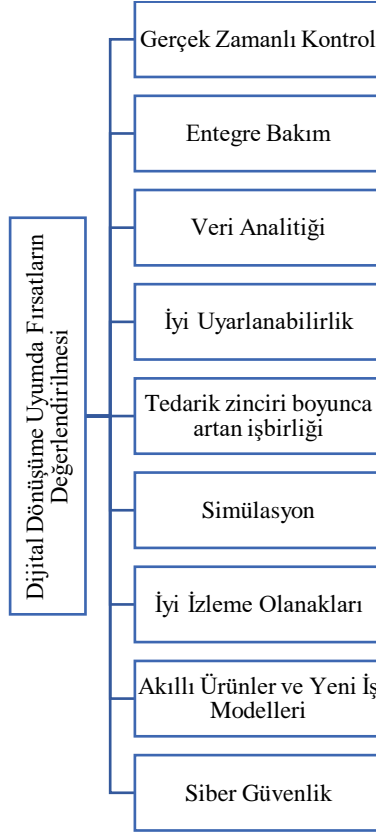 Dijital Dönüşüme Uyumda Fırsatların
Değerlendirilmesi
Gerçek Zamanlı Kontrol
Entegre Bakım
Veri Analitiği
İyi Uyarlanabilirlik
Tedarik zinciri boyunca
artan işbirliği
Simülasyon
İyi İzleme Olanakları
Akıllı Ürünler ve Yeni İş
Modelleri
Siber Güvenlik